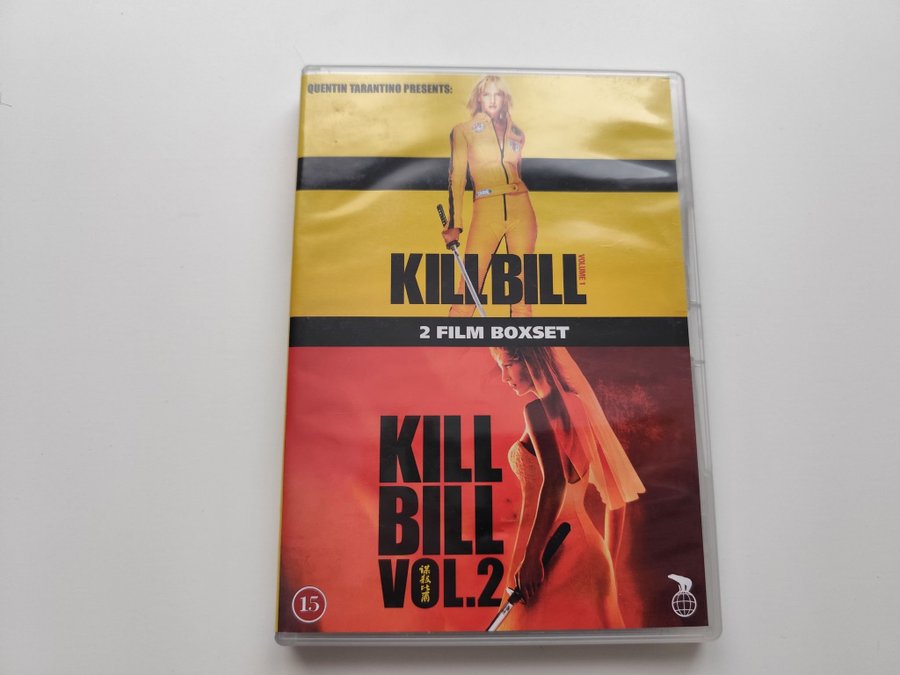 QUENTIN TARANTINO PRESENTS:
KILL BILL
VOLUME 1
2 FILM BOXSET
KILL
BILL
VOL.2
15